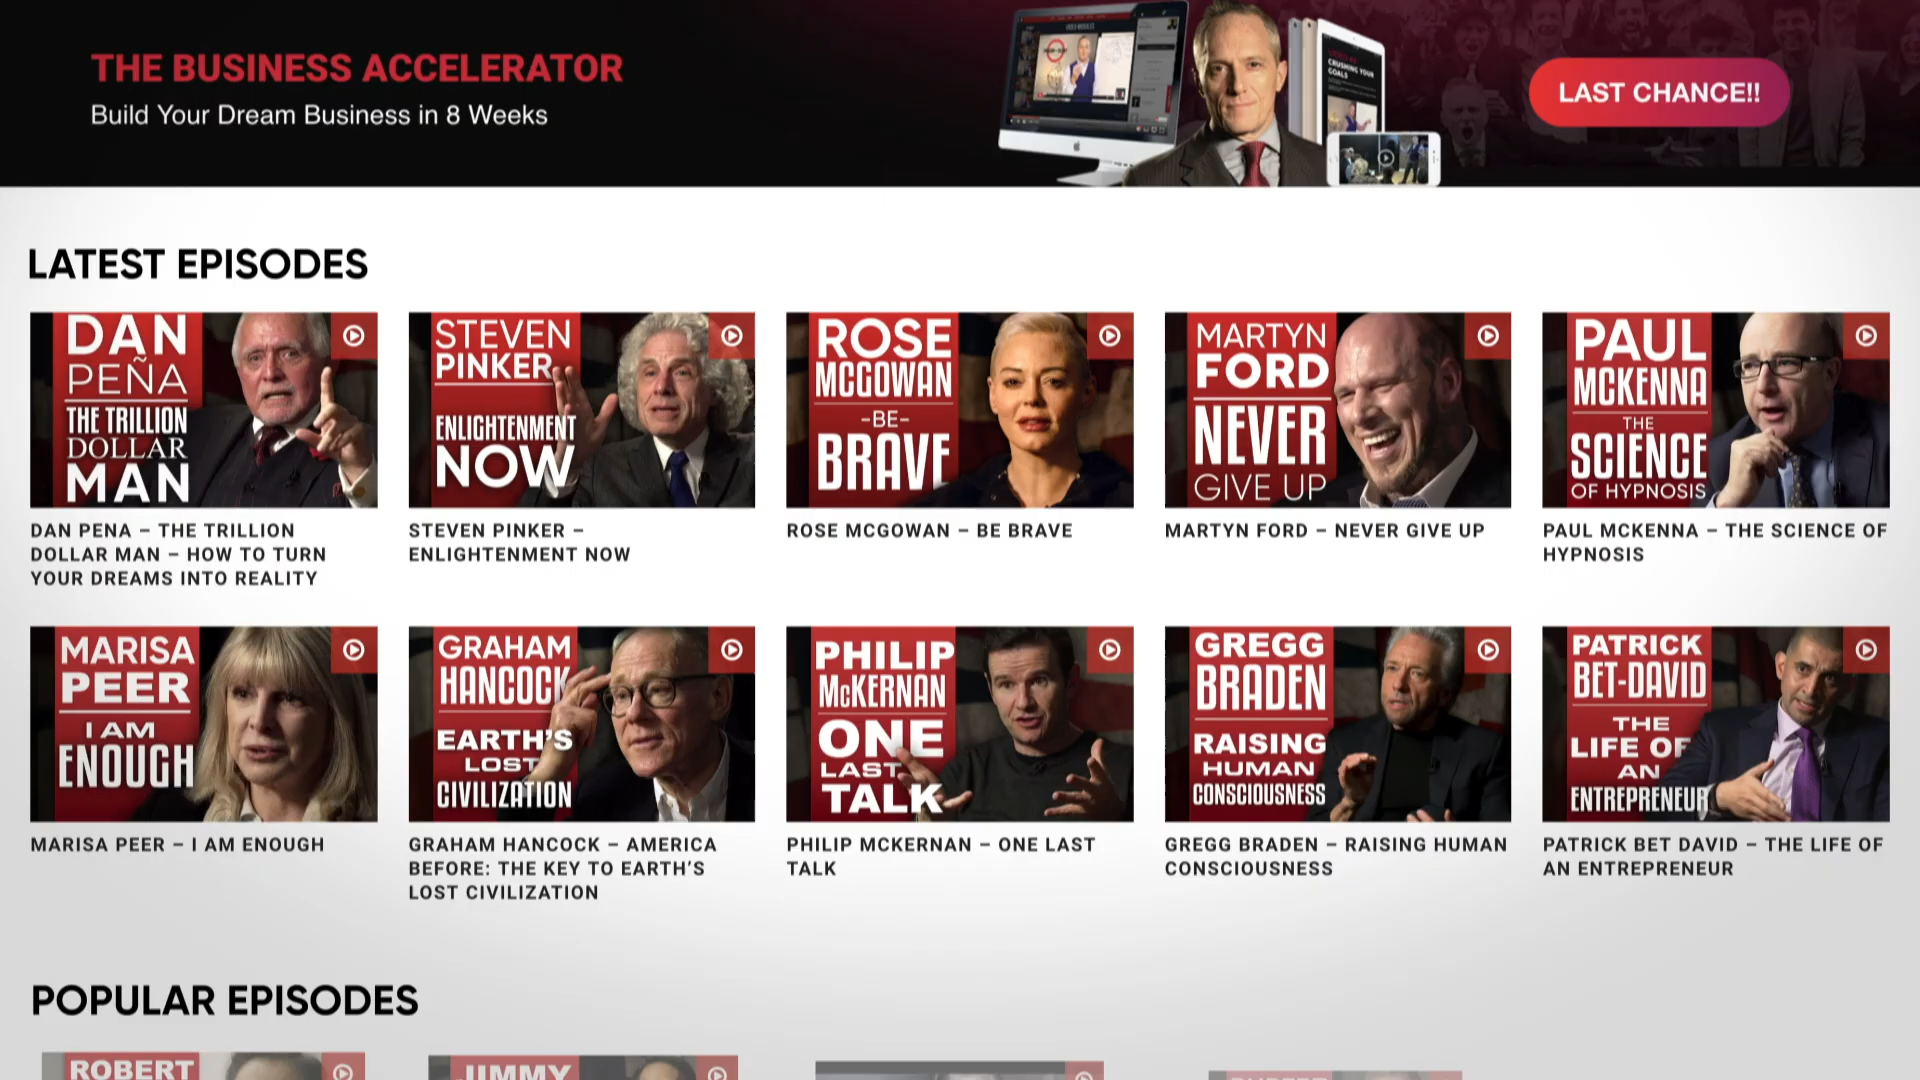 THE BUSINESS ACCELERATOR
Build Your Dream Business in 8 Weeks
CRUSHING YOUR
GOALS
LAST CHANCE!!
LATEST EPISODES
DAN
PEÑA
THE TRILLION
DOLLAR
MAN
STEVEN
PINKER
ENLIGHTENMENT
NOW
ROSE
MCGOWAN
-BE-
BRAVE
MARTYN
FORD
NEVER
GIVE UP
PAUL
MCKENNA
THE
SCIENCE
OF HYPNOSIS
DAN PENA – THE TRILLION
DOLLAR MAN – HOW TO TURN
YOUR DREAMS INTO REALITY
STEVEN PINKER –
ENLIGHTENMENT NOW
ROSE MCGOWAN – BE BRAVE
MARTYN FORD – NEVER GIVE UP
PAUL MCKENNA – THE SCIENCE OF
HYPNOSIS
MARISA
PEER
I AM
ENOUGH
GRAHAM
HANCOCK
EARTH'S
LOST
CIVILIZATION
PHILIP
McKERNAN
ONE
LAST
TALK
GREGG
BRADEN
RAISING
HUMAN
CONSCIOUSNESS
PATRICK
BET-DAVID
THE
LIFE OF
AN
ENTREPRENEUR
MARISA PEER – I AM ENOUGH
GRAHAM HANCOCK – AMERICA
BEFORE: THE KEY TO EARTH'S
LOST CIVILIZATION
PHILIP MCKERNAN – ONE LAST
TALK
GREGG BRADEN – RAISING HUMAN
CONSCIOUSNESS
PATRICK BET DAVID – THE LIFE OF
AN ENTREPRENEUR
POPULAR EPISODES
ROBERT
JIMMY